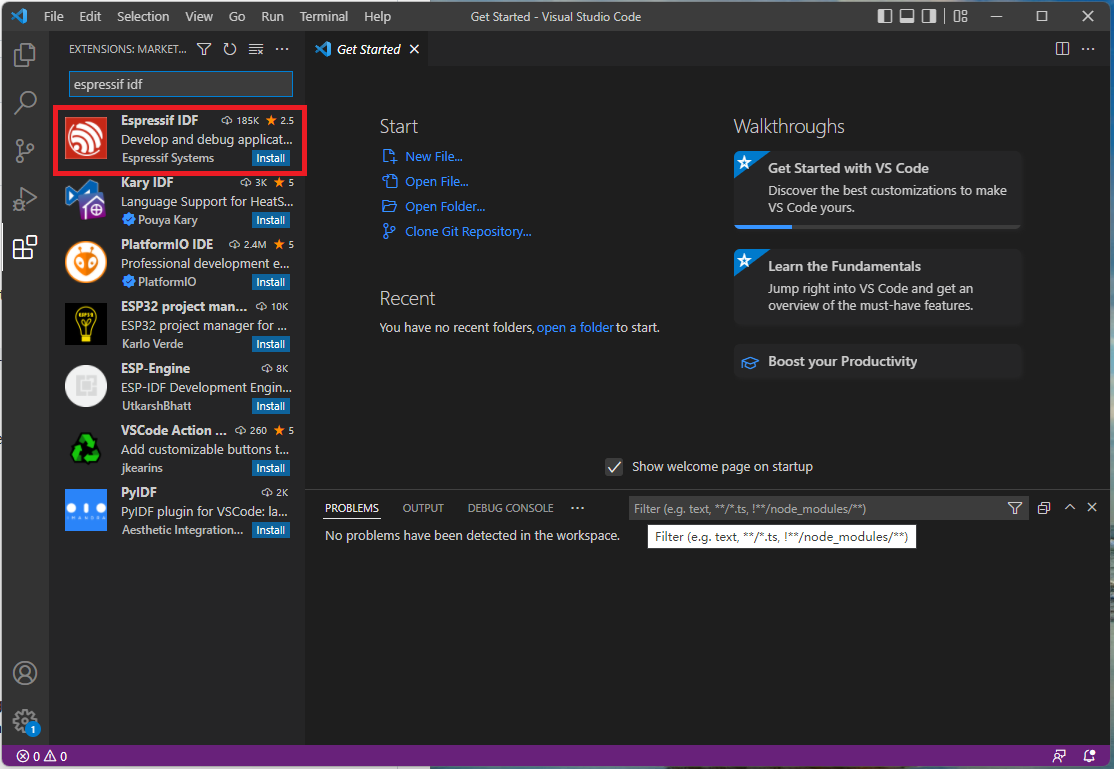 File Edit Selection View Go Run Terminal Help
Get Started - Visual Studio Code
EXTENSIONS: MARKET...
espressif idf
Espressif IDF 185K 2.5
Develop and debug applicat...
Espressif Systems Install
Kary IDF 3K 5
Language Support for HeatS...
Pouya Kary Install
PlatformIO IDE 2.4M 5
Professional development e...
PlatformIO Install
ESP32 project man... 10K
ESP32 project manager for ...
Karlo Verde Install
ESP-Engine 8K
ESP-IDF Development Engin...
UtkarshBhatt Install
VSCode Action ... 260 5
Add customizable buttons t...
jkearins Install
PyIDF 2K
PyIDF plugin for VSCode: la...
Aesthetic Integration... Install
Get Started
Start
New File...
Open File...
Open Folder...
Clone Git Repository...
Recent
You have no recent folders, open a folder to start.
Walkthroughs
Get Started with VS Code
Discover the best customizations to make
VS Code yours.
Learn the Fundamentals
Jump right into VS Code and get an
overview of the must-have features.
Boost your Productivity
Show welcome page on startup
PROBLEMS OUTPUT DEBUG CONSOLE ...
Filter (e.g. text, **/*.ts, !**/node_modules/**)
No problems have been detected in the workspace.
Filter (e.g. text, **/*.ts, !**/node_modules/**)
1
0 0